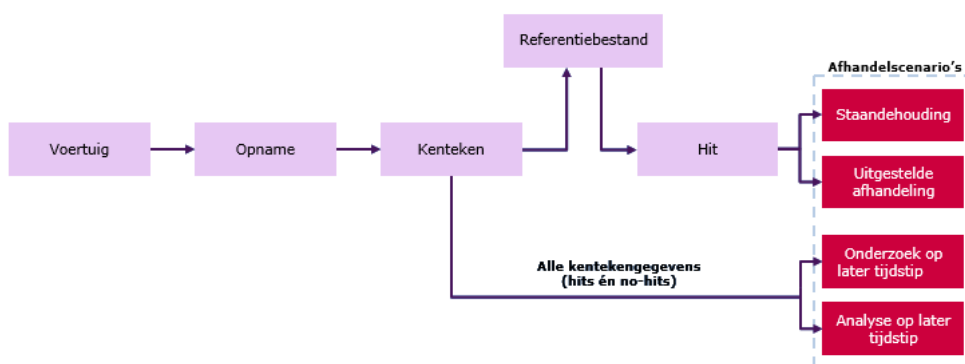 Referentiebestand
Afhandelscenario's
Voertuig
Opname
Kenteken
Hit
Staandehouding
Uitgestelde
afhandeling
Alle kentekengegevens
(hits én no-hits)
Onderzoek op
later tijdstip
Analyse op later
tijdstip